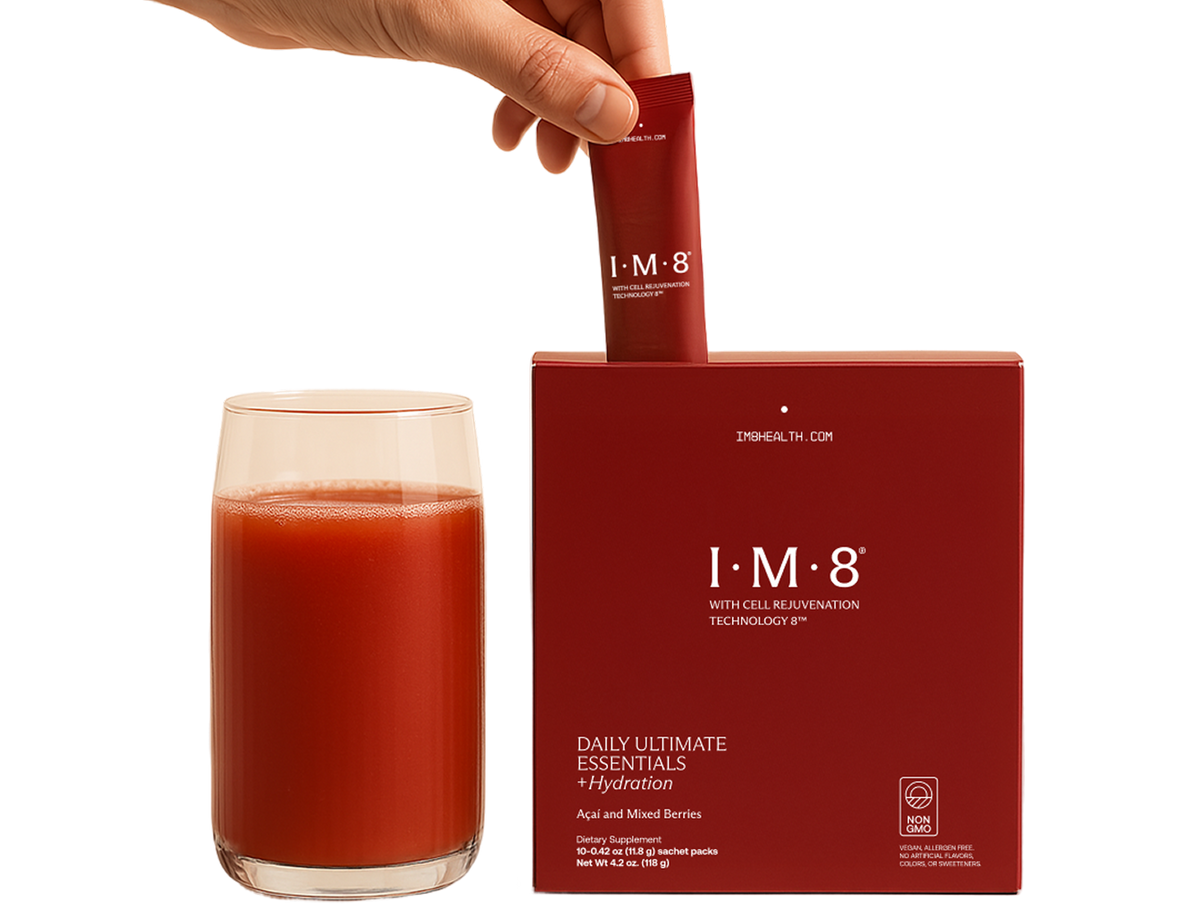 IM8HEALTH.COM
I·M·8®
WITH CELL REJUVENATION
TECHNOLOGY 8™
IM8HEALTH.COM
I·M·8®
WITH CELL REJUVENATION
TECHNOLOGY 8™
DAILY ULTIMATE
ESSENTIALS
+Hydration
Açaí and Mixed Berries
Dietary Supplement
10-0.42 oz (11.8 g) sachet packs
Net Wt 4.2 oz. (118 g)
NON
GMO
VEGAN, ALLERGEN FREE.
NO ARTIFICIAL FLAVORS,
COLORS, OR SWEETENERS.